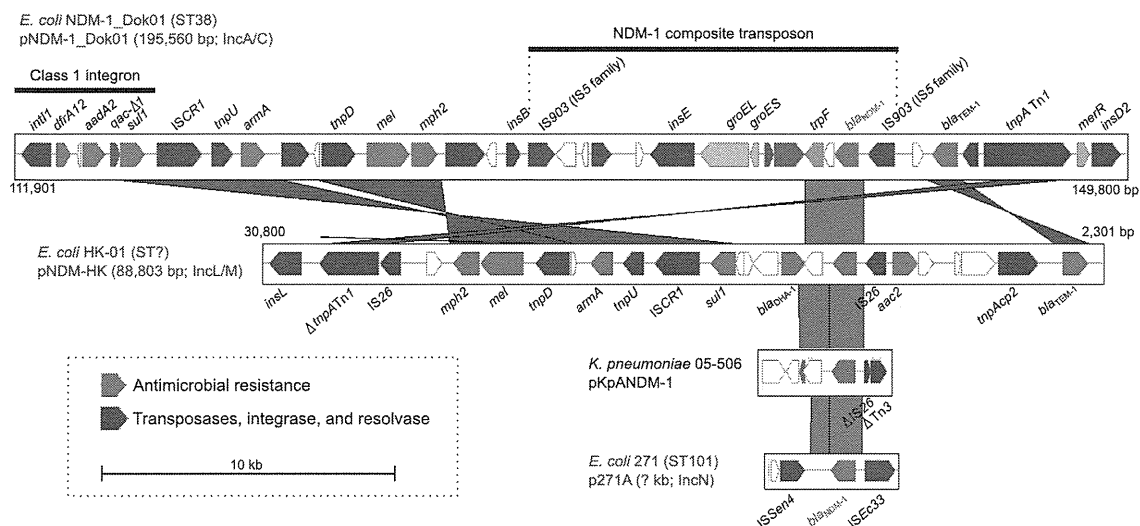 E. coli NDM-1_Dok01 (ST38)
pNDM-1_Dok01 (195,560 bp; IncA/C)
NDM-1 composite transposon
Class 1 integron
intI1 dfrA12 aadA2 qac-Δ1 sul1 ISCR1 tnpU armA tnpD mel mph2 insB IS903 (IS5 family) insE groEL groES trpF blaNDM-1 IS903 (IS5 family) blaTEM-1 tnpA Tn1 merR insD2
111,901
149,800 bp
30,800
2,301 bp
E. coli HK-01 (ST?)
pNDM-HK (88,803 bp; IncL/M)
insL ΔtnpATn1 IS26 mph2 mel tnpD armA tnpU ISCR1 sul1 blaDHA-1 IS26 aac2 tnpAcp2 blaTEM-1
K. pneumoniae 05-506
pKpANDM-1
ΔIS26 ΔTn3
Antimicrobial resistance
Transposases, integrase, and resolvase
10 kb
E. coli 271 (ST101)
p271A (? kb; IncN)
ISSen4 blaNDM-1 ISEc33